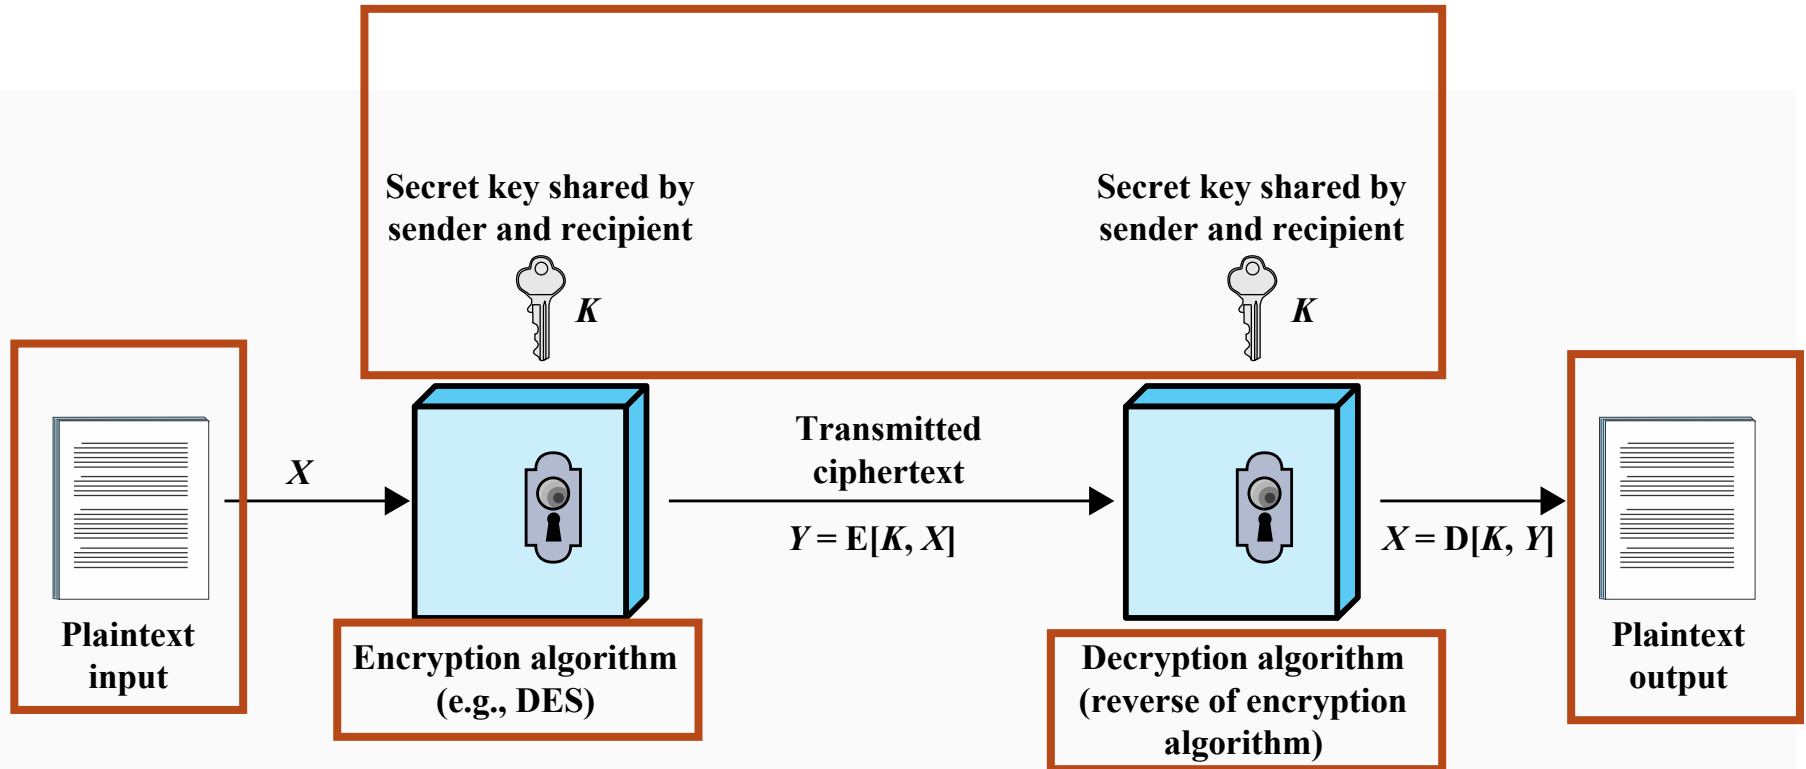 Secret key shared by
sender and recipient
K
Secret key shared by
sender and recipient
K
Plaintext
input
X
Encryption algorithm
(e.g., DES)
Transmitted
ciphertext
Y = E[K, X]
Decryption algorithm
(reverse of encryption
algorithm)
X = D[K, Y]
Plaintext
output